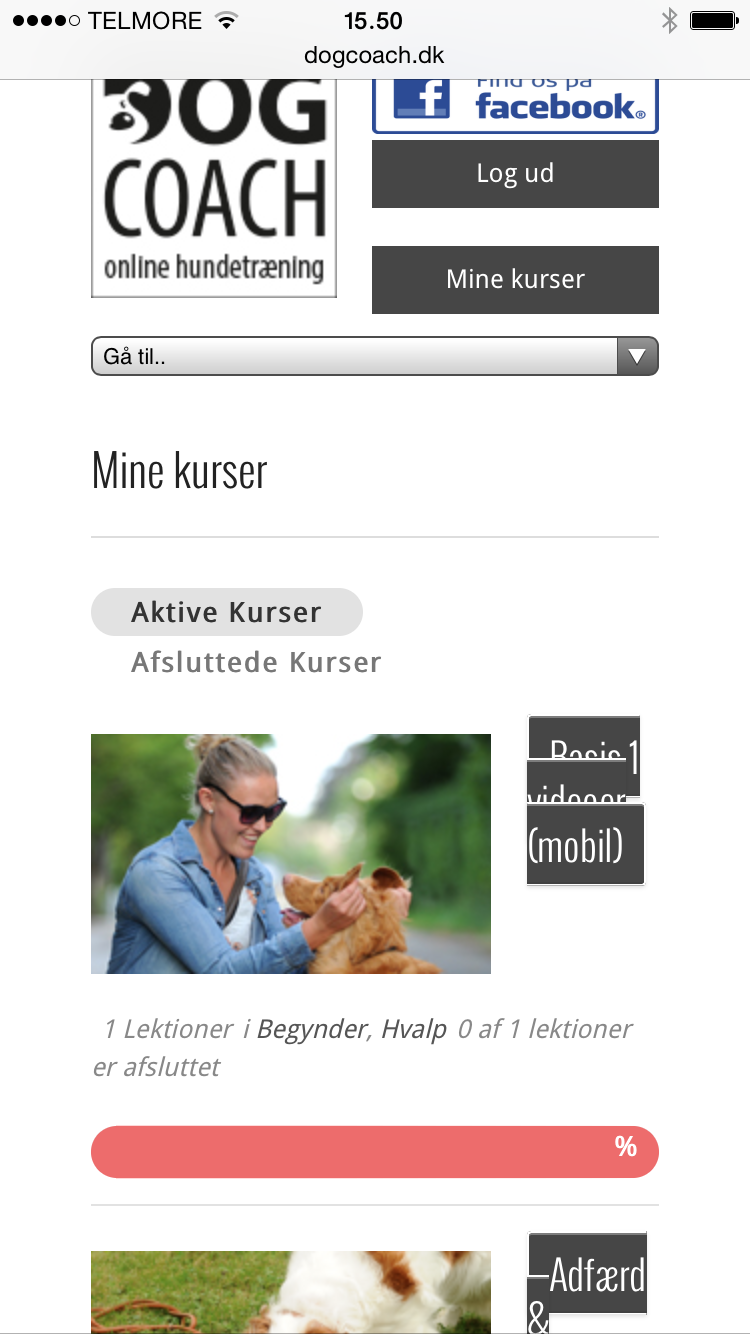 TELMORE
15.50
dogcoach.dk
DOG
COACH
online hundetræning
Find os på
facebook®
Log ud
Mine kurser
Gå til..
Mine kurser
Aktive Kurser
Afsluttede Kurser
Basis 1
videoer
(mobil)
1 Lektioner i Begynder, Hvalp 0 af 1 lektioner
er afsluttet
%
Adfærd
&